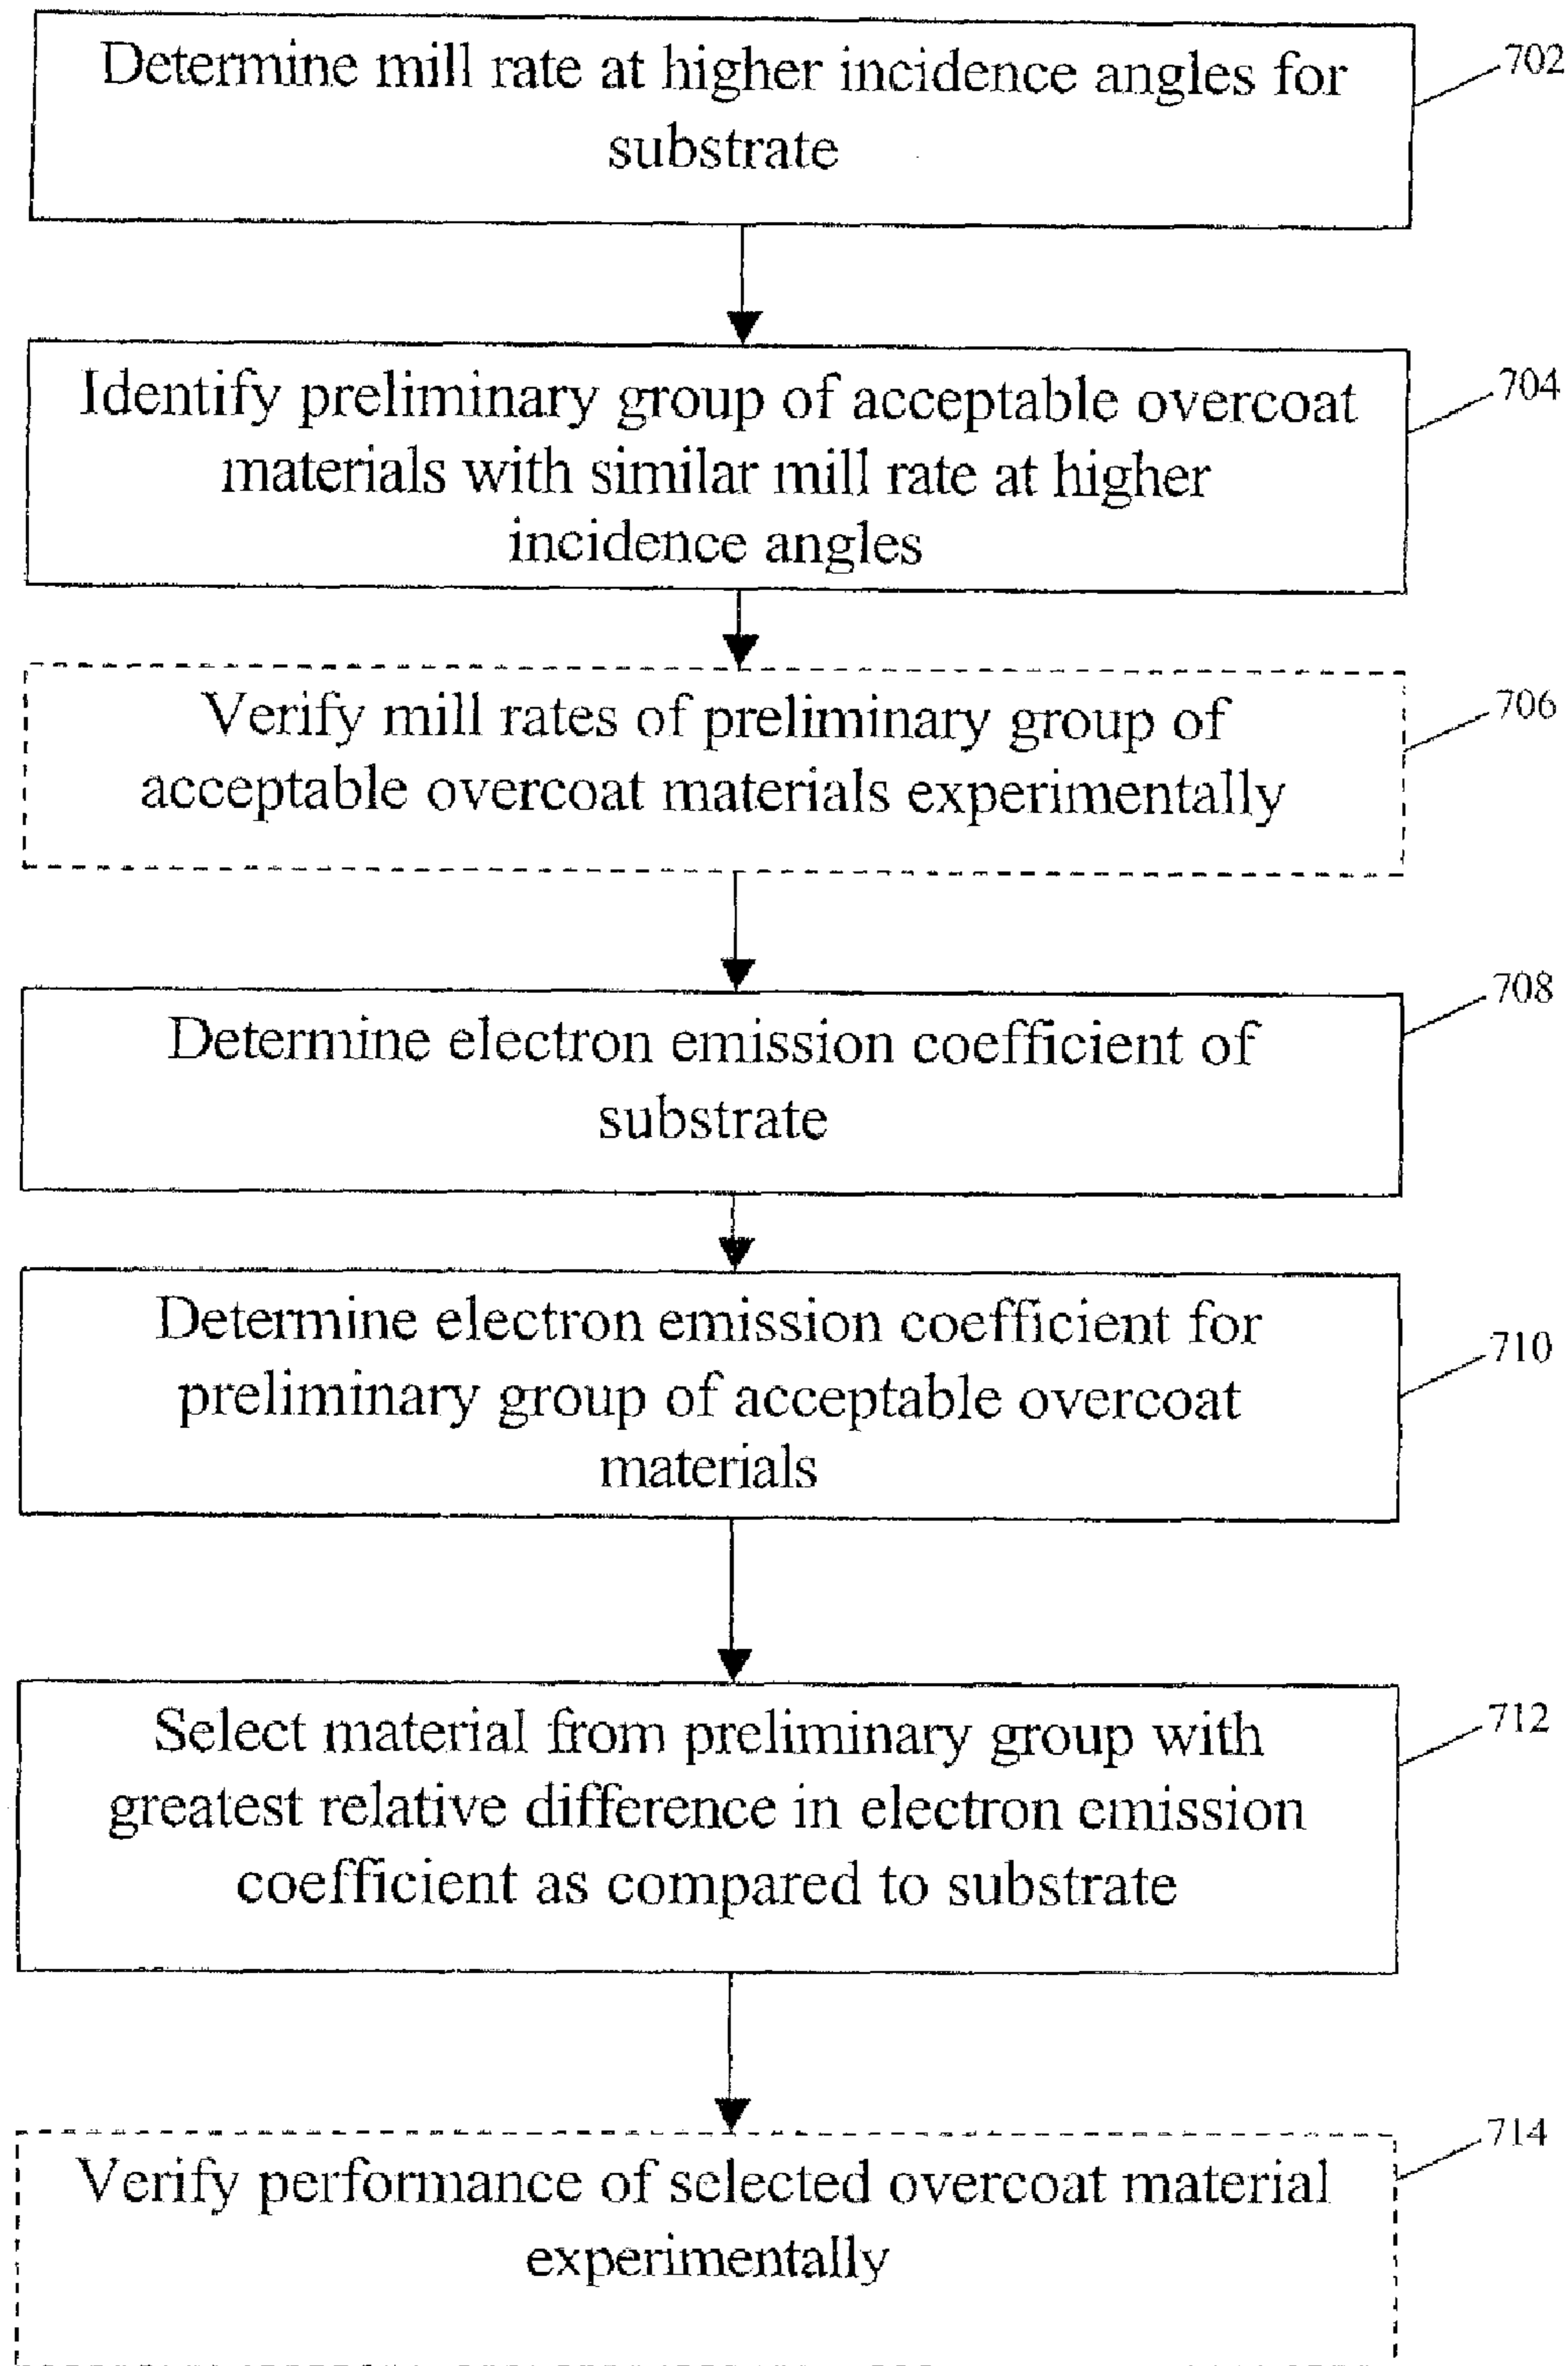 Determine mill rate at higher incidence angles for
substrate
702
Identify preliminary group of acceptable overcoat
materials with similar mill rate at higher
incidence angles
704
Verify mill rates of preliminary group of
acceptable overcoat materials experimentally
706
Determine electron emission coefficient of
substrate
708
Determine electron emission coefficient for
preliminary group of acceptable overcoat
materials
710
Select material from preliminary group with
greatest relative difference in electron emission
coefficient as compared to substrate
712
Verify performance of selected overcoat material
experimentally
714